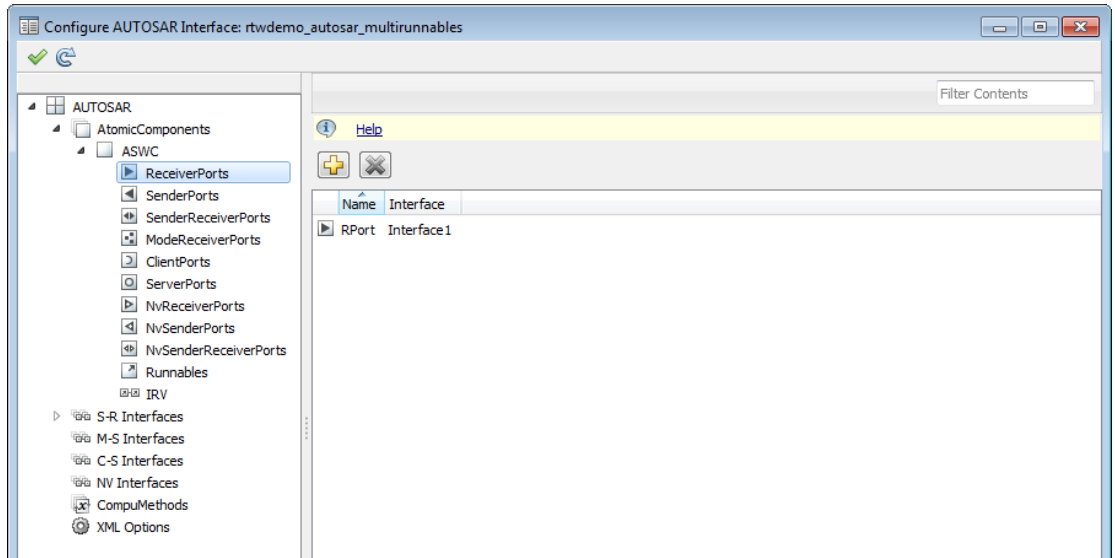 Configure AUTOSAR Interface: rtwdemo_autosar_multirunnables
Filter Contents
AUTOSAR
AtomicComponents
ASWC
ReceiverPorts
SenderPorts
SenderReceiverPorts
ModeReceiverPorts
ClientPorts
ServerPorts
NvReceiverPorts
NvSenderPorts
NvSenderReceiverPorts
Runnables
IRV
S-R Interfaces
M-S Interfaces
C-S Interfaces
NV Interfaces
CompuMethods
XML Options
Help
Name Interface
RPort Interface1